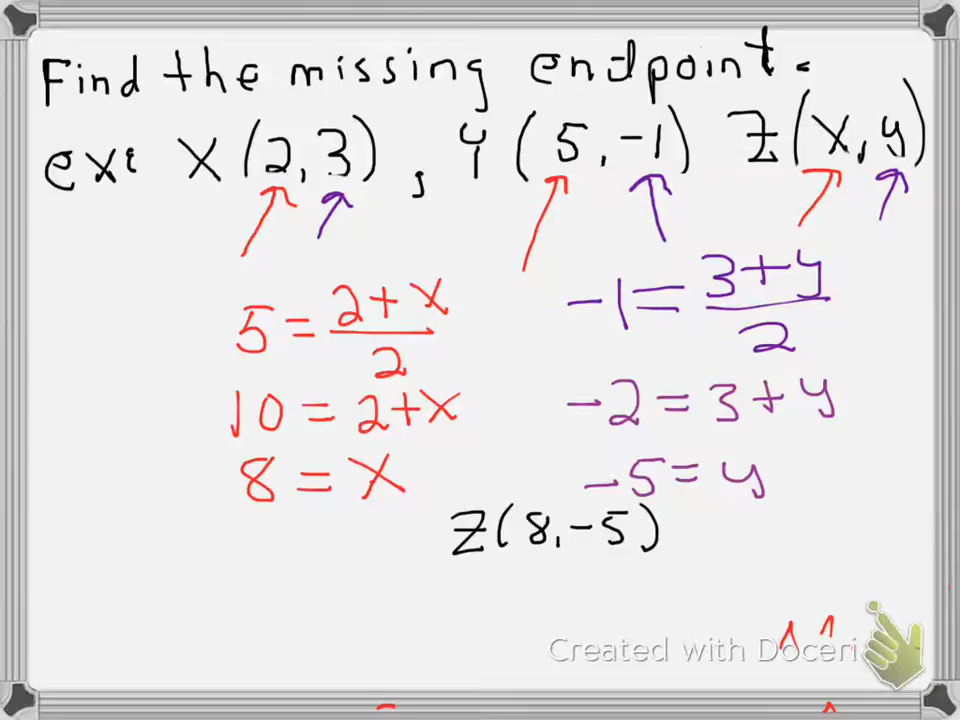 Find the missing endpoint.
ex: X(2,3), Y(5,-1) Z(x,y)
5 = 2+x / 2
-1 = 3+y / 2
10 = 2+x
-2 = 3+y
8 = x
-5 = y
Z(8,-5)
Created with Doceri